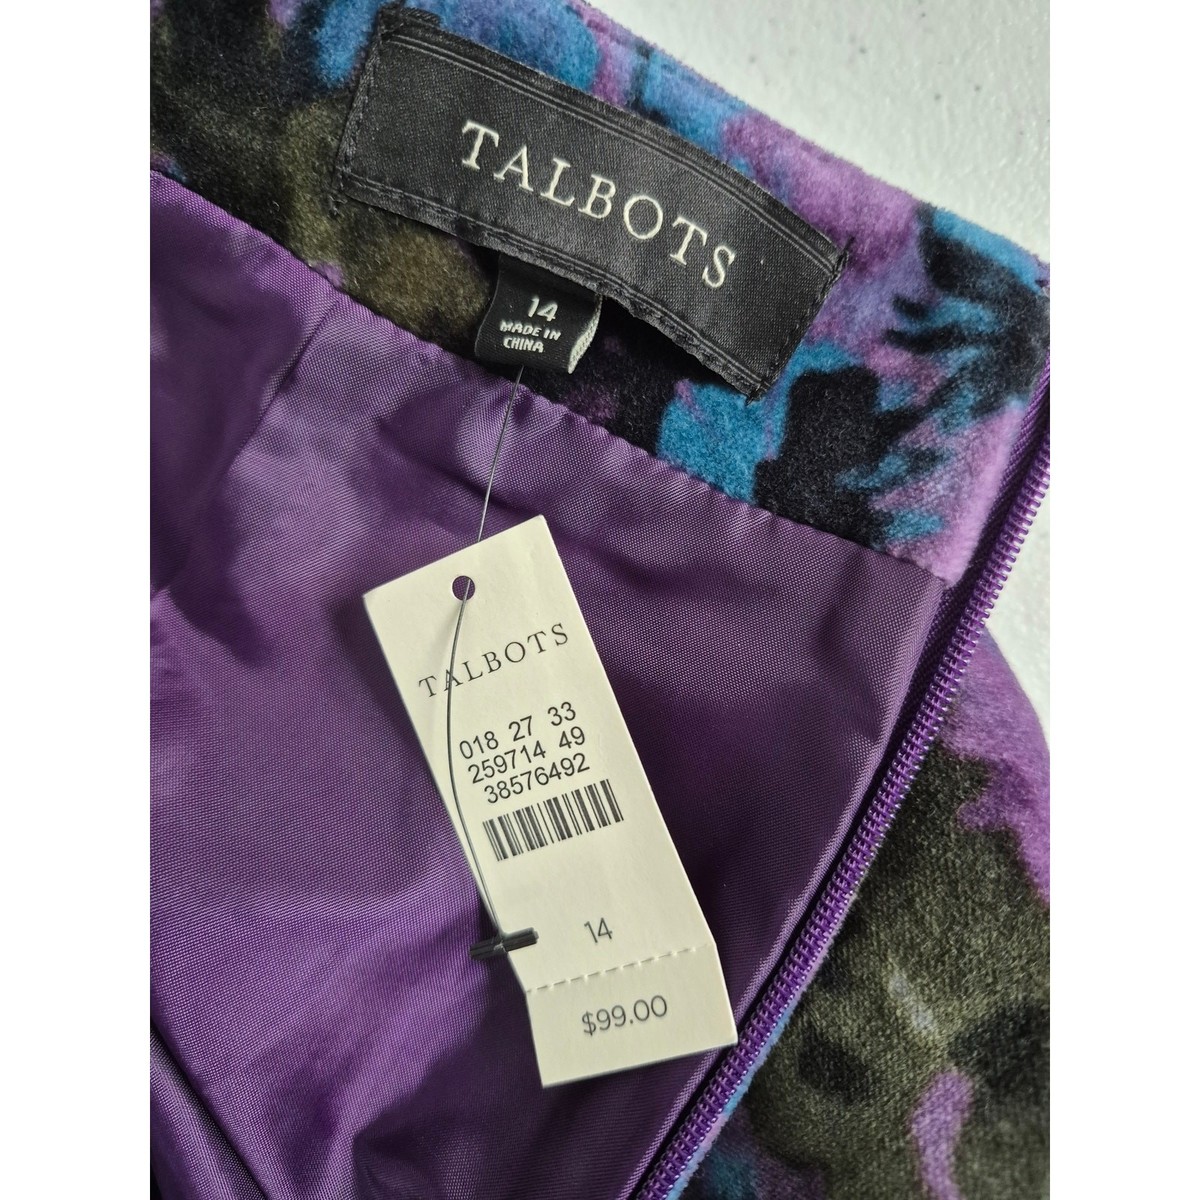 TALBOTS
14
MADE IN
CHINA
TALBOTS
018 27 33
259714 49
38576492
14
$99.00